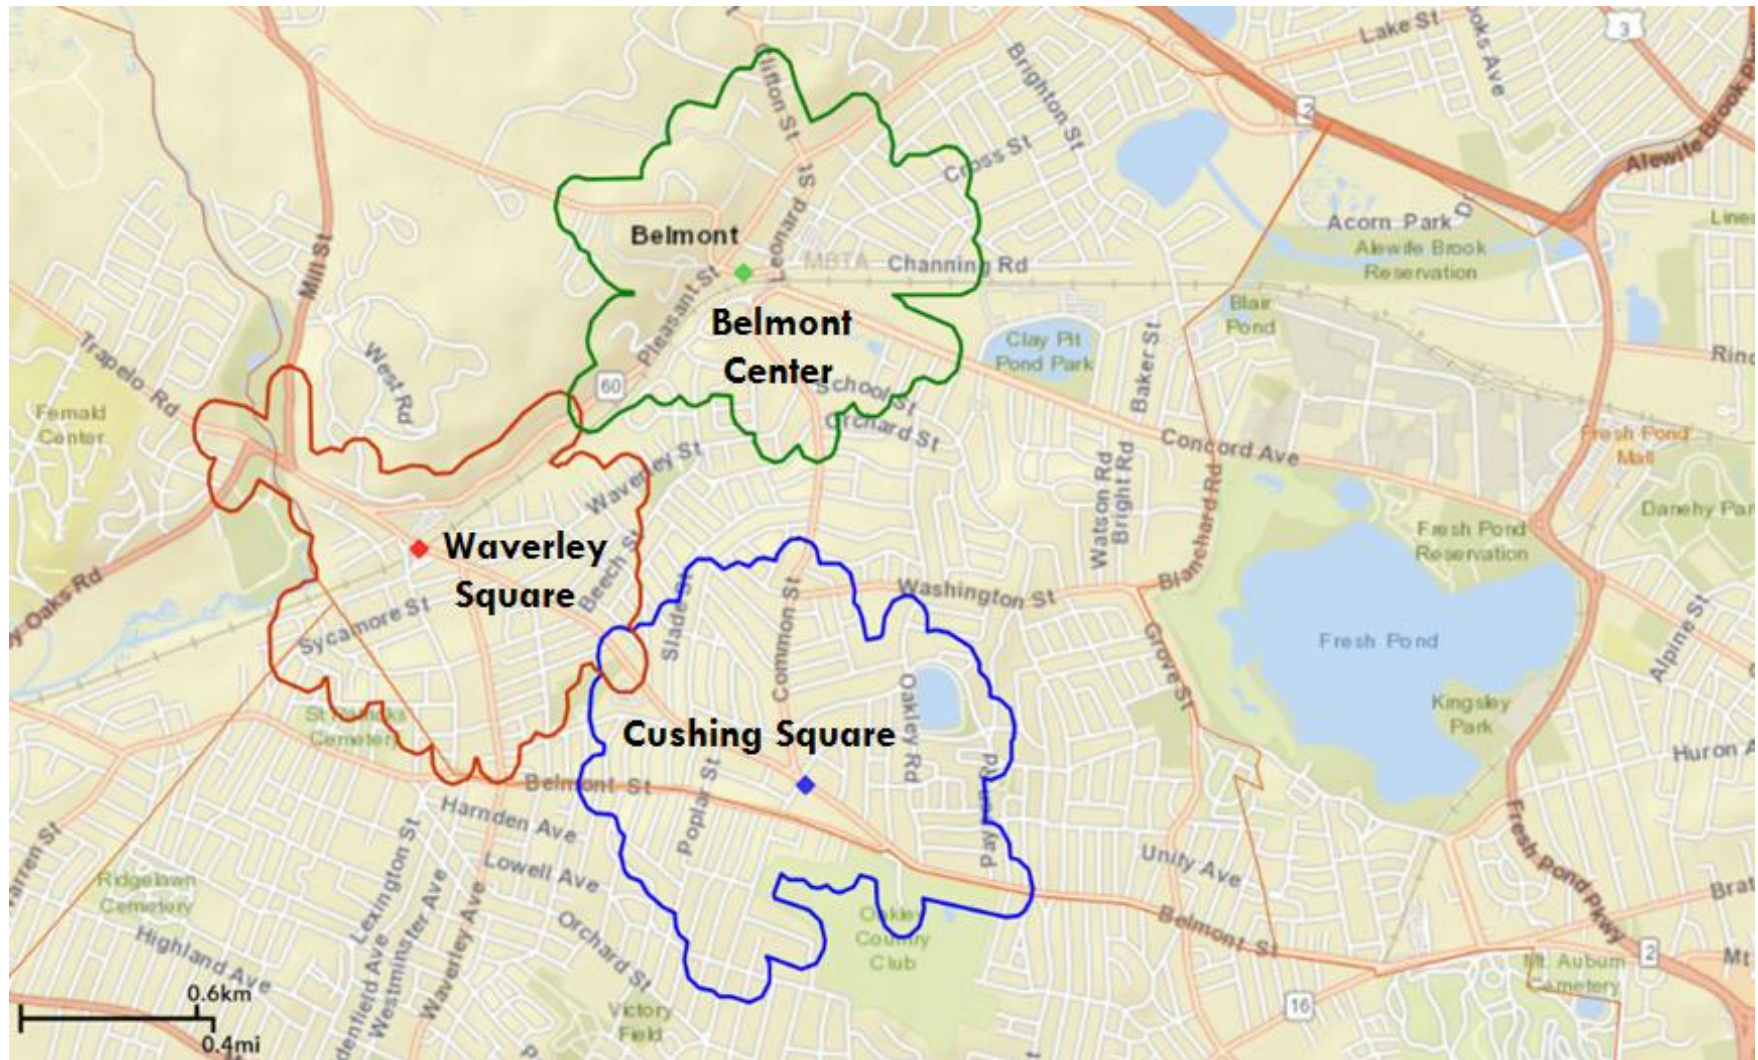 Lake St
3
Clifton St
Brighton St
2
Alewife Brook
Cross St
Leonard St
Acorn Park Dr
Alewife Brook
Reservation
Belmont
MBTA
Channing Rd
Mill St
Pleasant St
Blair
Pond
Belmont
Center
Clay Pit
Pond Park
Baker St
Trapelo Rd
West Rd
60
School St
Orchard St
Fernald
Center
Concord Ave
Fresh Pond
Mall
Waverley St
Watson Rd
Bright Rd
Blanchard Rd
Danehy Par
Fresh Pond
Reservation
Waverley
Square
Beech St
Slade St
Common St
Washington St
y Oaks Rd
Sycamore St
Fresh Pond
Alpine St
Grove St
Oakley Rd
Kingsley
Park
Cemetery
Cushing Square
Huron A
Payson Rd
Belmont St
Poplar St
Harnden Ave
Fresh Pond Pkwy
Unity Ave
Lowell Ave
Lexington St
Westminster Ave
Waverley Ave
Ridgelawn
Cemetery
Orchard St
Oakley
Country
Club
Belmont St
Highland Ave
2
Mt
Mt. Auburn
Cemetery
0.6km
16
Victory
Field
0.4mi